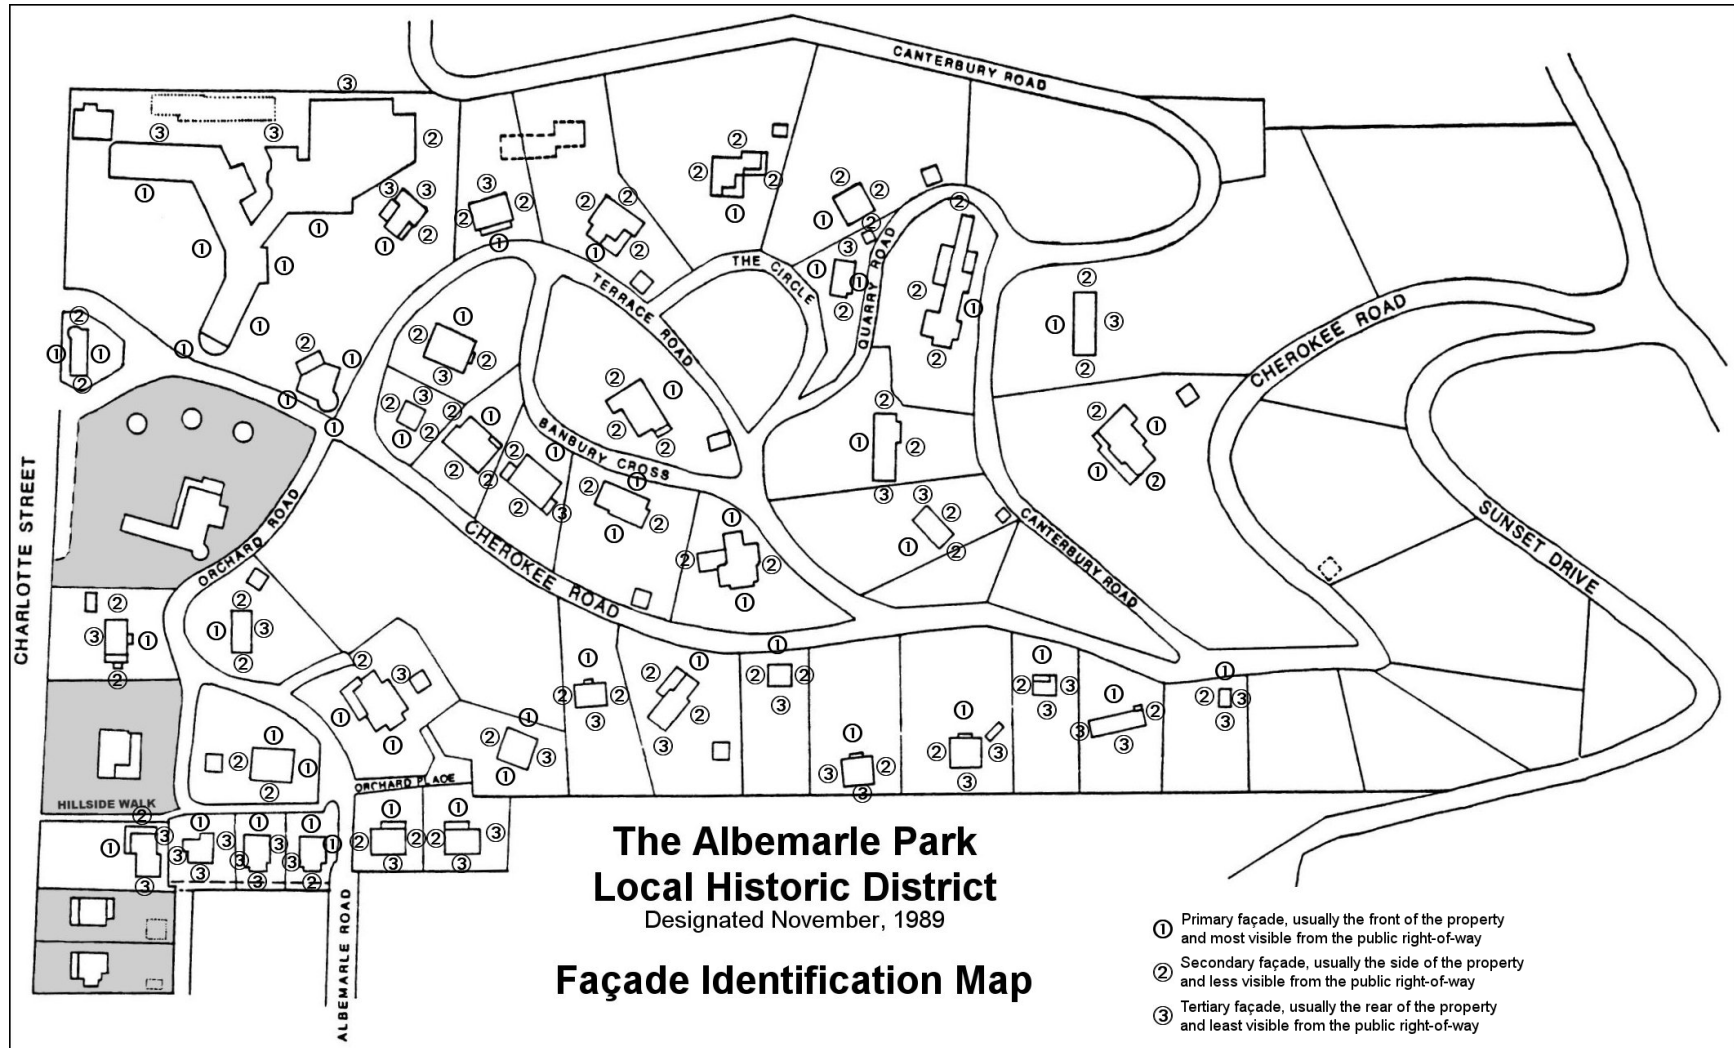 CANTERBURY ROAD
THE CIRCLE
TERRACE ROAD
QUARRY ROAD
CHEROKEE ROAD
BANBURY CROSS
CHARLOTTE STREET
ORCHARD ROAD
CHEROKEE ROAD
CANTERBURY ROAD
SUNSET DRIVE
ORCHARD PLACE
HILLSIDE WALK
ALBEMARLE ROAD
The Albemarle Park
Local Historic District
Designated November, 1989
Façade Identification Map
1 Primary façade, usually the front of the property
and most visible from the public right-of-way
2 Secondary façade, usually the side of the property
and less visible from the public right-of-way
3 Tertiary façade, usually the rear of the property
and least visible from the public right-of-way